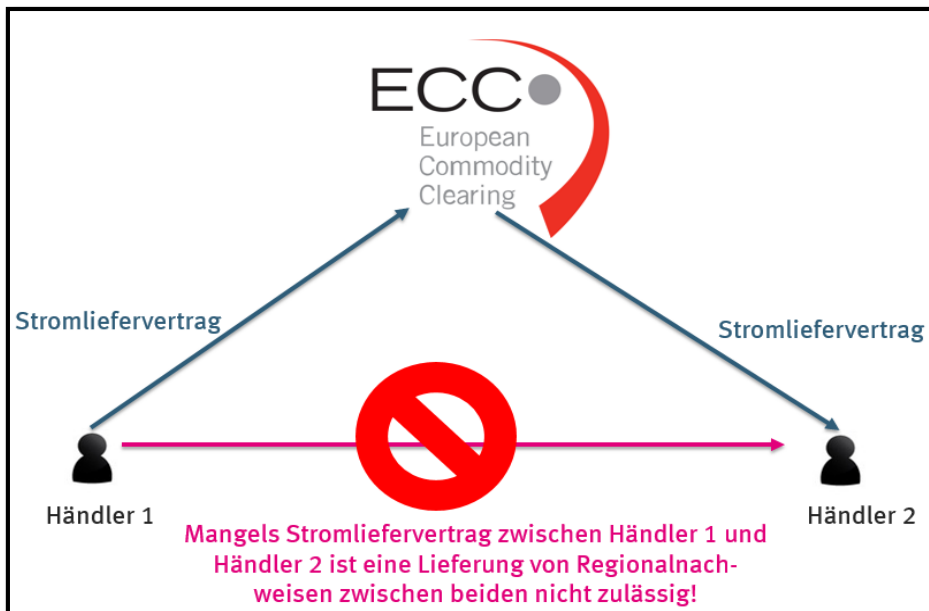 ECC
European
Commodity
Clearing
Stromliefervertrag
Stromliefervertrag
Händler 1
Händler 2
Mangels Stromliefervertrag zwischen Händler 1 und
Händler 2 ist eine Lieferung von Regionalnach-
weisen zwischen beiden nicht zulässig!